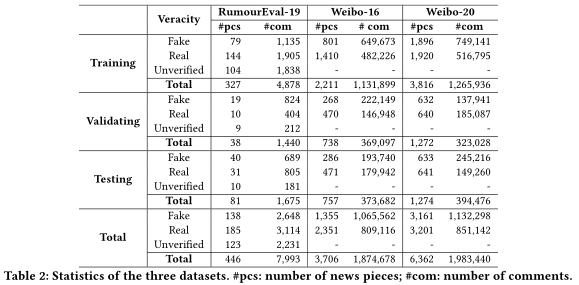 Veracity RumourEval-19 Weibo-16 Weibo-20
#pcs #com #pcs # com #pcs #com
Training Fake 79 1,135 801 649,673 1,896 749,141
Real 144 1,905 1,410 482,226 1,920 516,795
Unverified 104 1,838 - - - -
Total 327 4,878 2,211 1,131,899 3,816 1,265,936
Validating Fake 19 824 268 222,149 632 137,941
Real 10 404 470 146,948 640 185,087
Unverified 9 212 - - - -
Total 38 1,440 738 369,097 1,272 323,028
Testing Fake 40 689 286 193,740 633 245,216
Real 31 805 471 179,942 641 149,260
Unverified 10 181 - - - -
Total 81 1,675 757 373,682 1,274 394,476
Total Fake 138 2,648 1,355 1,065,562 3,161 1,132,298
Real 185 3,114 2,351 809,116 3,201 851,142
Unverified 123 2,231 - - - -
Total 446 7,993 3,706 1,874,678 6,362 1,983,440
Table 2: Statistics of the three datasets. #pcs: number of news pieces; #com: number of comments.